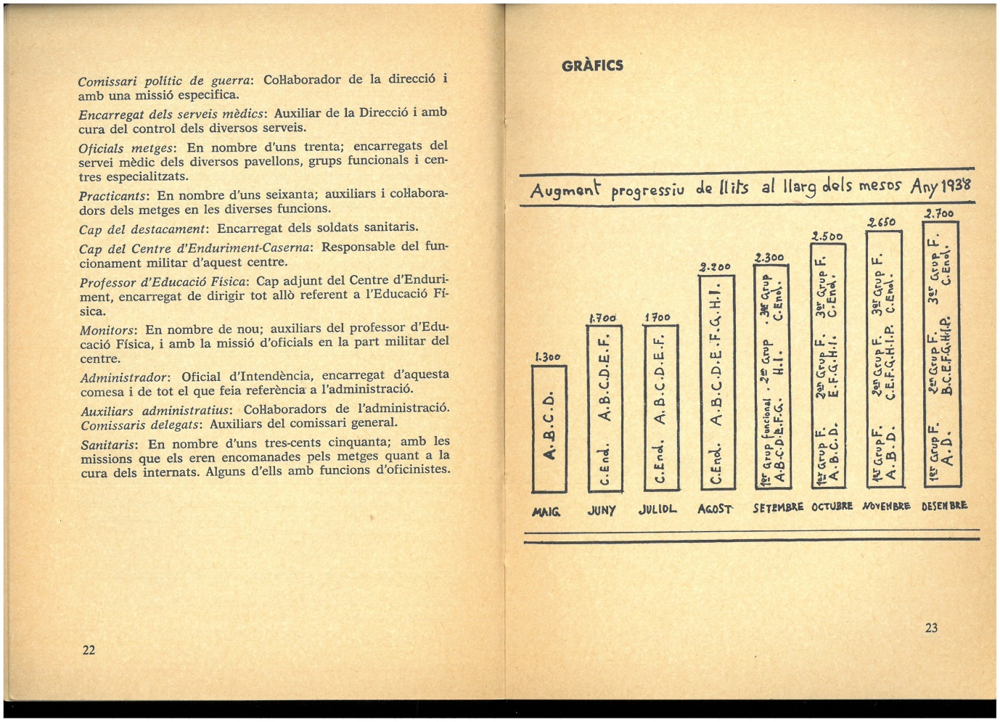 Comissari polític de guerra: Col·laborador de la direcció i
amb una missió especifica.
Encarregat dels serveis mèdics: Auxiliar de la Direcció i amb
cura del control dels diversos serveis.
Oficials metges: En nombre d'uns trenta; encarregats del
servei mèdic dels diversos pavellons, grups funcionals i cen-
tres especialitzats.
Practicants: En nombre d'uns seixanta; auxiliars i col·labora-
dors dels metges en les diverses funcions.
Cap del destacament: Encarregat dels soldats sanitaris.
Cap del Centre d'Enduriment-Caserna: Responsable del fun-
cionament militar d'aquest centre.
Professor d'Educació Física: Cap adjunt del Centre d'Enduri-
ment, encarregat de dirigir tot allò referent a l'Educació Fí-
sica.
Monitors: En nombre de nou; auxiliars del professor d'Edu-
cació Física, i amb la missió d'oficials en la part militar del
centre.
Administrador: Oficial d'Intendència, encarregat d'aquesta
comesa i de tot el que feia referència a l'administració.
Auxiliars administratius: Col·laboradors de l'administració.
Comissaris delegats: Auxiliars del comissari general.
Sanitaris: En nombre d'uns tres-cents cinquanta; amb les
missions que els eren encomanades pels metges quant a la
cura dels internats. Alguns d'ells amb funcions d'oficinistes.
22
GRÀFICS
Augment progressiu de llits al llarg dels mesos Any 1938
1.300
A.B.C.D.
MAIG
1.700
C.End. A.B.C.D.E.F.
JUNY
1700
C.End. A.B.C.D.E.F.
JULIOL
2.200
C.End. A.B.C.D.E.F.G.H.I.
AGOST
2.300
1er Grup funcional . 2on Grup . 3er Grup
A.B.C.D.E.F.G. H.I. C.End.
SETEMBRE
2.500
1er Grup F. 2on Grup F. 3er Grup F.
A.B.C.D. E.F.G.H.I. C.End.
OCTUBRE
2.650
1er Grup F. 2on Grup F. 3er Grup F.
A.B.D. C.E.F.G.H.I.P. C.End.
NOVEMBRE
2.700
1er Grup F. 2on Grup F. 3er Grup F.
A.D. B.C.E.F.G.H.I.P. C.End.
DESEMBRE
23